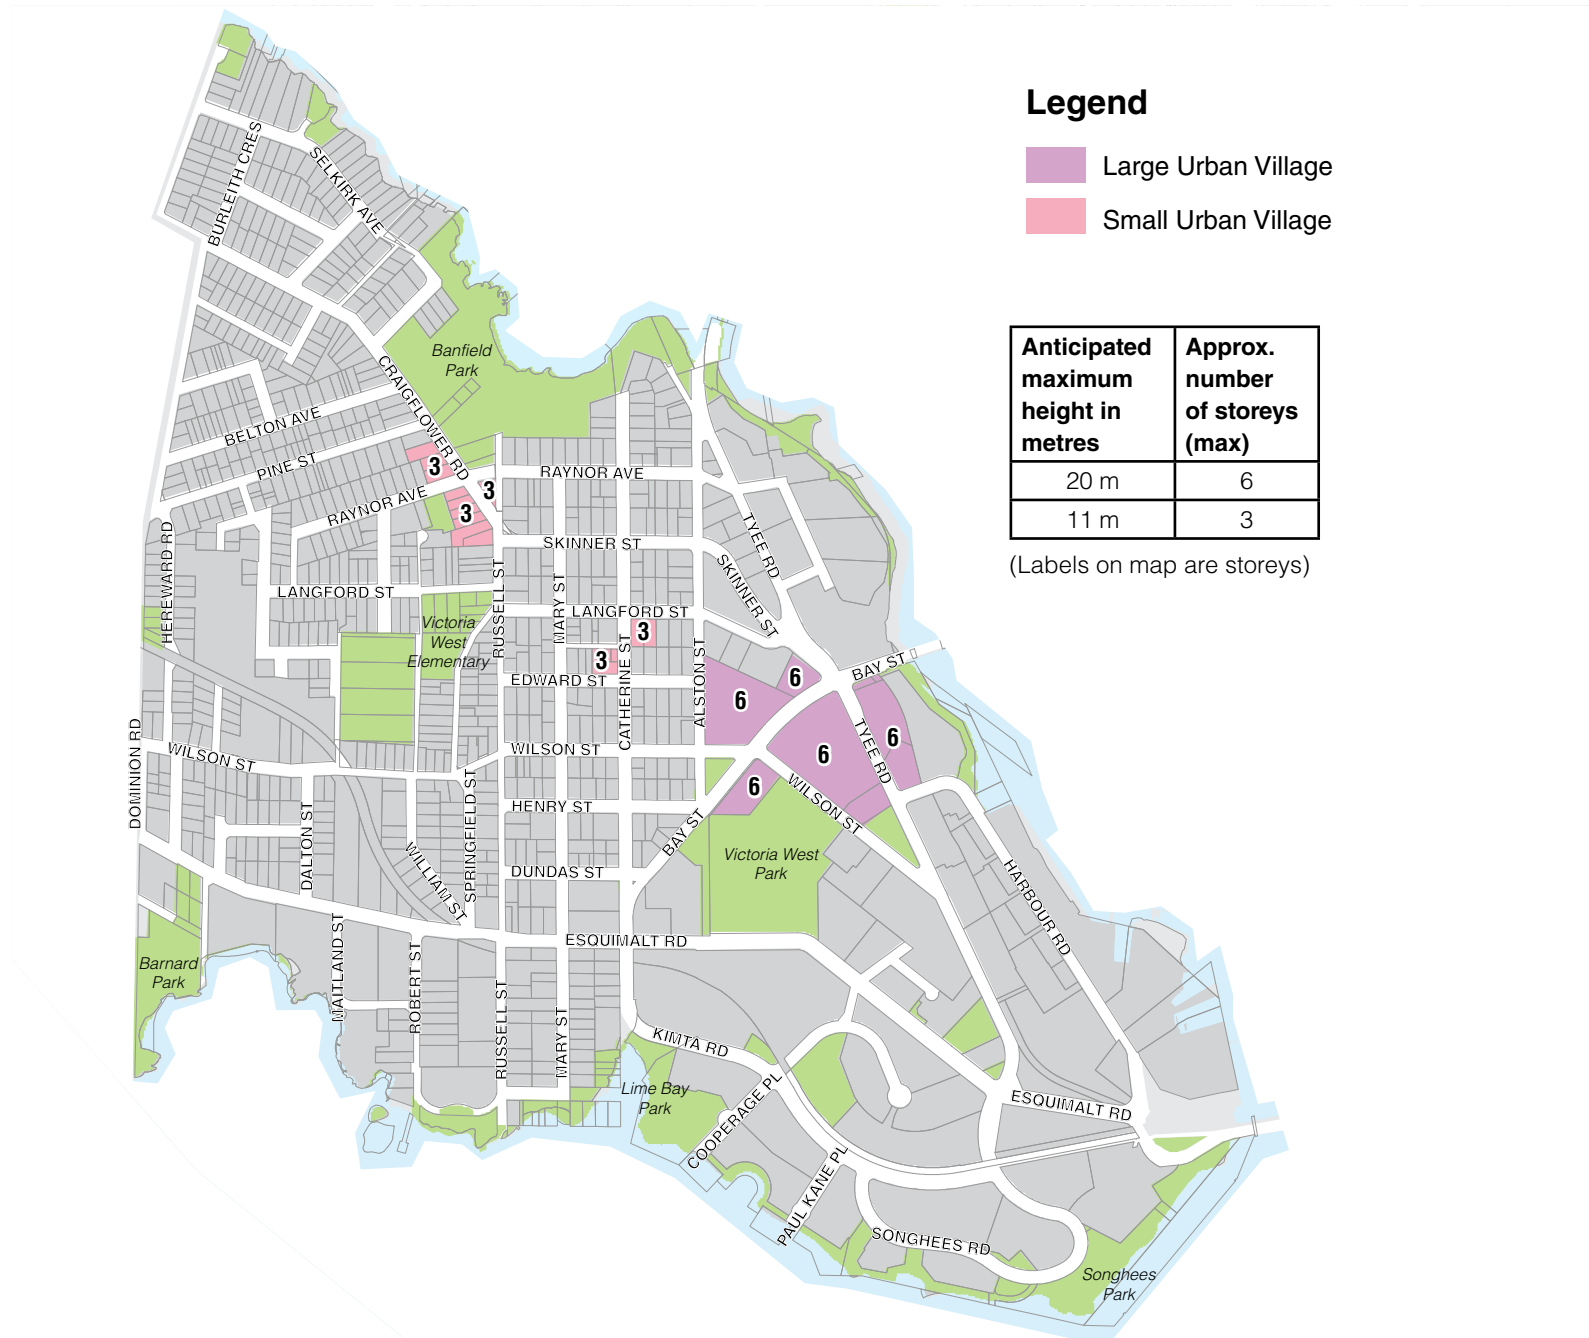 Legend
Large Urban Village
Small Urban Village
Anticipated
maximum
height in
metres
Approx.
number
of storeys
(max)
20 m
6
11 m
3
(Labels on map are storeys)
BURLEITH CRES
SELKIRK AVE
Banfield
Park
CRAIGFLOWER RD
BELTON AVE
PINE ST
3
3
3
RAYNOR AVE
RAYNOR AVE
HEREWARD RD
SKINNER ST
TYEE RD
SKINNER ST
LANGFORD ST
RUSSELL ST
MARY ST
LANGFORD ST
Victoria
West
Elementary
3
3
CATHERINE ST
ALSTON ST
EDWARD ST
6
6
BAY ST
6
6
6
TYEE RD
DOMINION RD
WILSON ST
WILSON ST
WILSON ST
HENRY ST
SPRINGFIELD ST
DALTON ST
WILLIAM ST
BAY ST
DUNDAS ST
Victoria West
Park
HARBOUR RD
ESQUIMALT RD
Barnard
Park
MAITLAND ST
ROBERT ST
RUSSELL ST
MARY ST
KIMTA RD
Lime Bay
Park
COOPERAGE PL
ESQUIMALT RD
PAUL KANE PL
SONGHEES RD
Songhees
Park